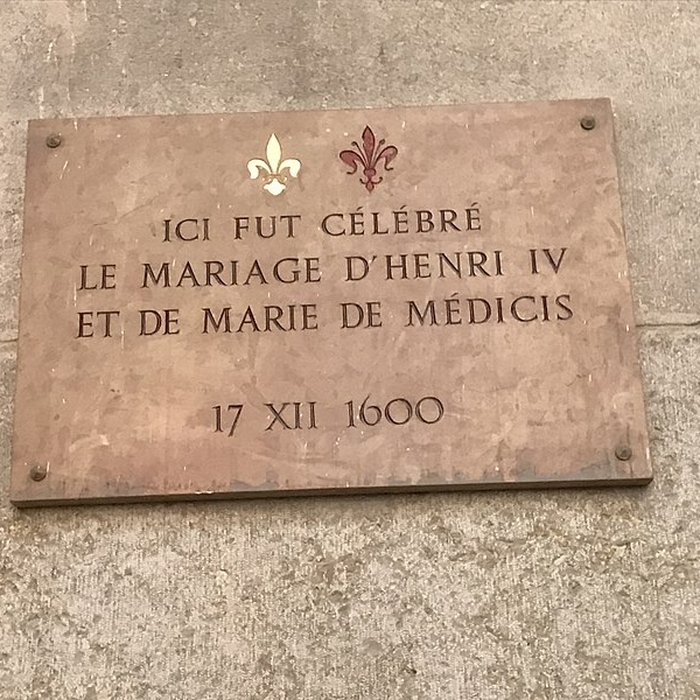 ICI FUT CÉLÉBRÉ
LE MARIAGE D'HENRI IV
ET DE MARIE DE MÉDICIS
17 XII 1600